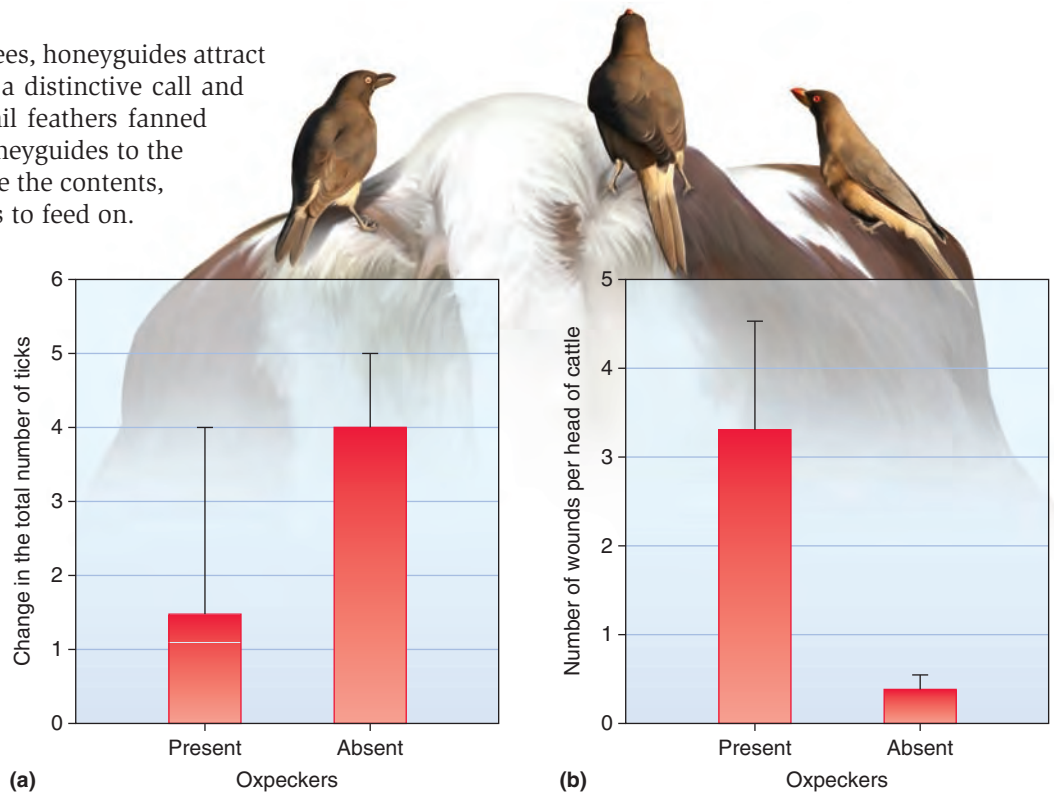 ees, honeyguides attract
a distinctive call and
il feathers fanned
neyguides to the
e the contents,
s to feed on.
6
5
4
3
2
1
0
Change in the total number of ticks
Present Absent
(a) Oxpeckers
5
4
3
2
1
0
Number of wounds per head of cattle
Present Absent
(b) Oxpeckers